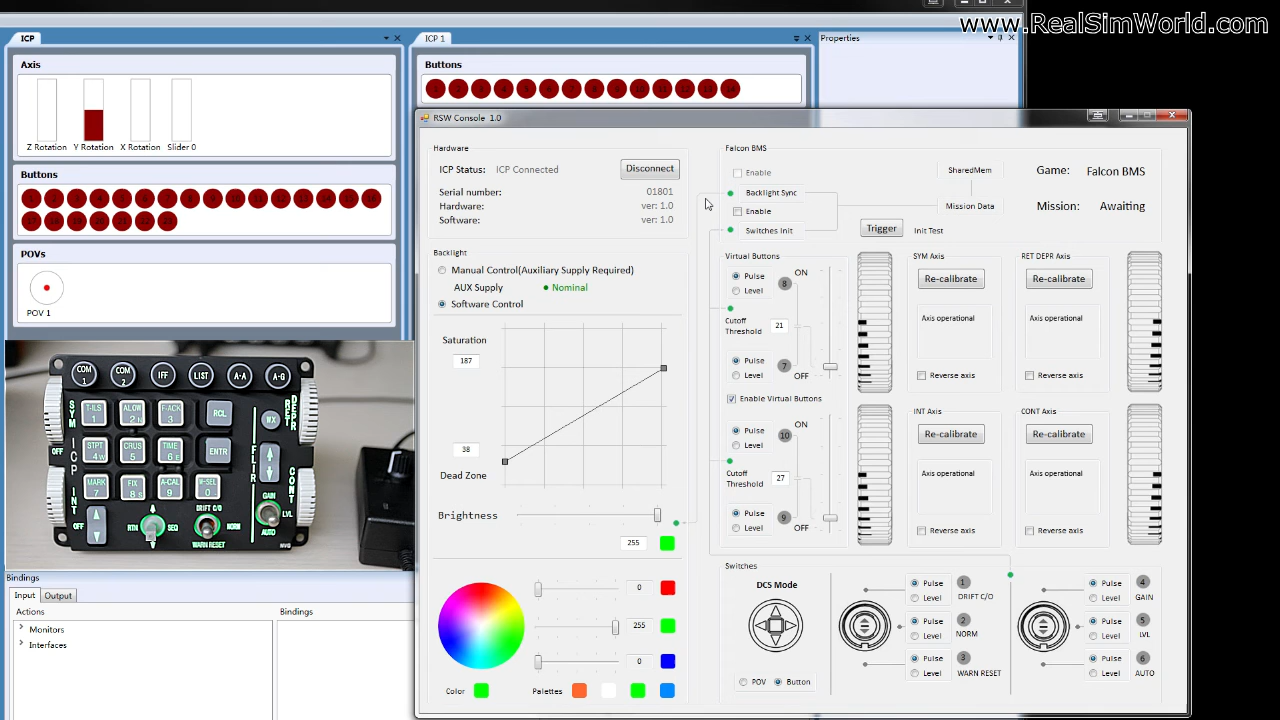 www.RealSimWorld.com
ICP
ICP 1
Properties
Axis
Z Rotation
Y Rotation
X Rotation
Slider 0
Buttons
POVs
POV 1
Buttons
RSW Console 1.0
Hardware
ICP Status:
ICP Connected
Disconnect
Serial number:
01801
Hardware:
ver: 1.0
Software:
ver: 1.0
Backlight
Manual Control(Auxiliary Supply Required)
AUX Supply
Nominal
Software Control
Saturation
187
38
Dead Zone
Brightness
255
0
255
0
Color
Palettes
Falcon BMS
Enable
Backlight Sync
Enable
Switches Init
SharedMem
Mission Data
Game:
Falcon BMS
Mission:
Awaiting
Trigger
Init Test
Virtual Buttons
Pulse
Level
8
ON
Cutoff
Threshold
21
Pulse
Level
7
OFF
Enable Virtual Buttons
Pulse
Level
10
ON
Cutoff
Threshold
27
Pulse
Level
9
OFF
SYM Axis
Re-calibrate
Axis operational
Reverse axis
RET DEPR Axis
Re-calibrate
Axis operational
Reverse axis
INT Axis
Re-calibrate
Axis operational
Reverse axis
CONT Axis
Re-calibrate
Axis operational
Reverse axis
Switches
DCS Mode
POV
Button
Pulse
Level
1
DRIFT C/O
Pulse
Level
2
NORM
Pulse
Level
3
WARN RESET
Pulse
Level
4
GAIN
Pulse
Level
5
LVL
Pulse
Level
6
AUTO
COM
1
COM
2
IFF
LIST
A-A
A-G
SYM
T-ILS
1
ALOW
2
F-ACK
3
RCL
RET
DEPR
WX
OFF
ICP
STPT
4
CRUS
5
TIME
6
ENTR
FLIR
INT
MARK
7
FIX
8
A-CAL
9
M-SEL
0
CONT
OFF
RTN
SEQ
DRIFT C/O
NORM
WARN RESET
GAIN
LVL
AUTO
Bindings
Input
Output
Actions
Bindings
Monitors
Interfaces